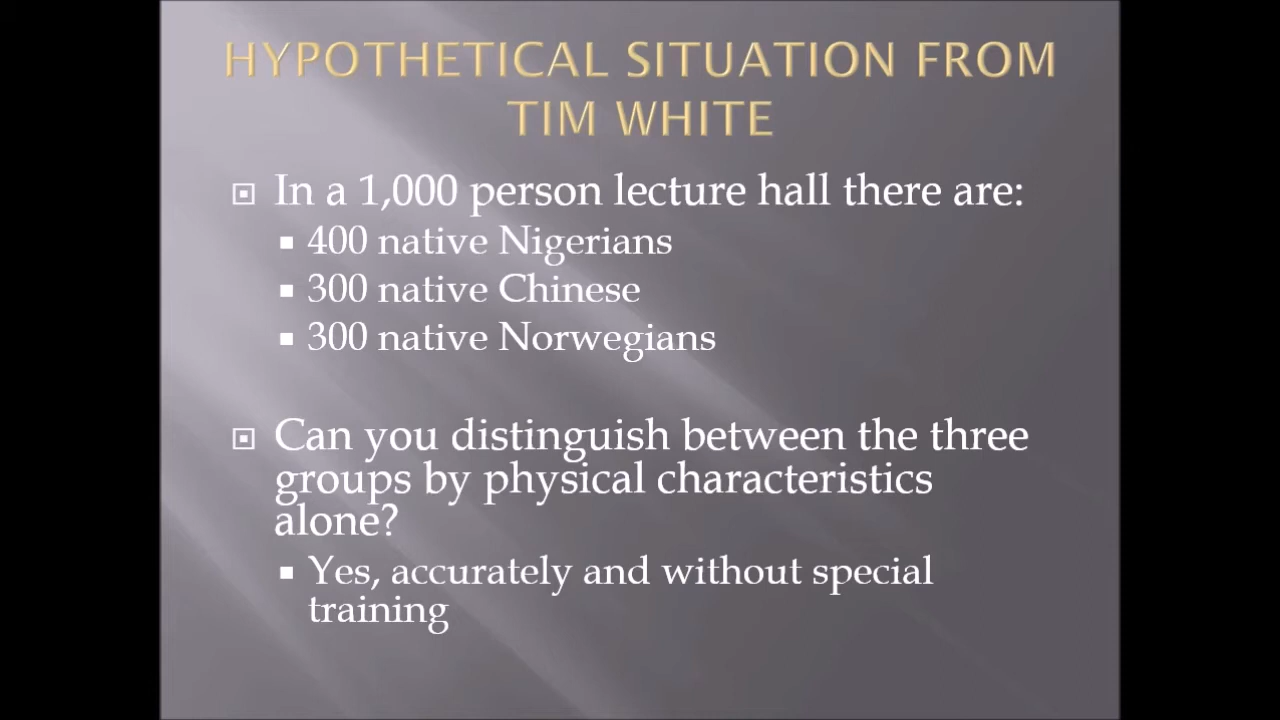 HYPOTHETICAL SITUATION FROM
TIM WHITE
In a 1,000 person lecture hall there are:
400 native Nigerians
300 native Chinese
300 native Norwegians
Can you distinguish between the three
groups by physical characteristics
alone?
Yes, accurately and without special
training